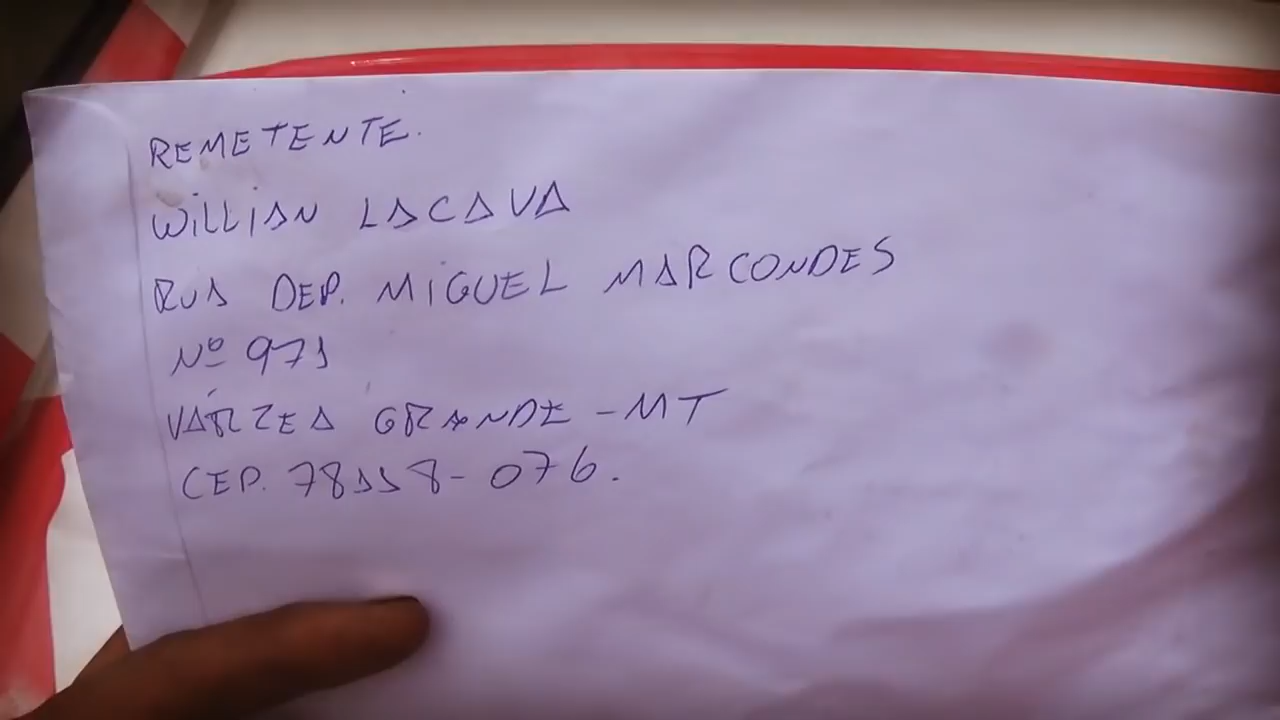 REMETENTE.
WILLIAN LACAVA
RUA DEP. MIGUEL MARCONDES
Nº 971
VÁRZEA GRANDE - MT
CEP. 78118-076.